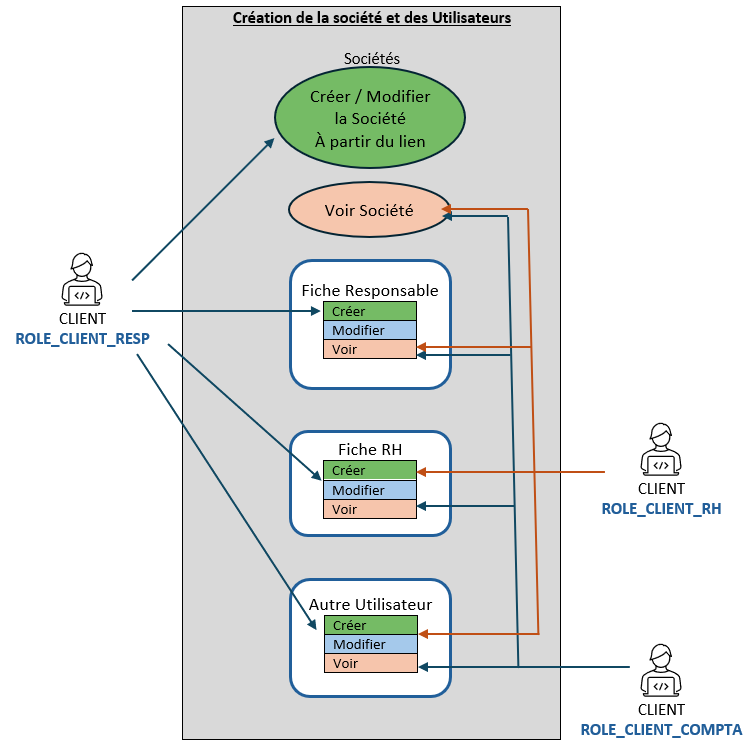 Création de la société et des Utilisateurs
Sociétés
Créer / Modifier
la Société
À partir du lien
Voir Société
</>
CLIENT
ROLE_CLIENT_RESP
Fiche Responsable
Créer
Modifier
Voir
Fiche RH
Créer
Modifier
Voir
</>
CLIENT
ROLE_CLIENT_RH
Autre Utilisateur
Créer
Modifier
Voir
</>
CLIENT
ROLE_CLIENT_COMPTA